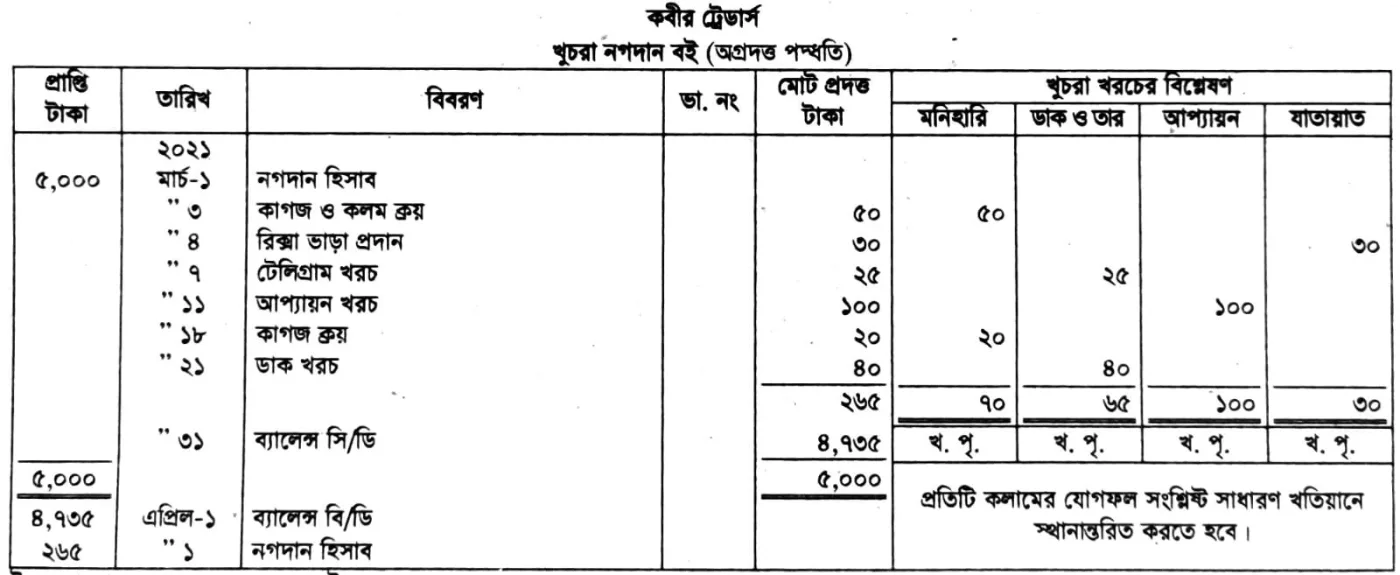 কবীর ট্রেডার্স
খুচরা নগদান বই (অগ্রদত্ত পদ্ধতি)
প্রাপ্তি টাকা তারিখ বিবরণ ভা. নং মোট প্রদত্ত টাকা খুচরা খরচের বিশ্লেষণ
মনিহারি ডাক ও তার আপ্যায়ন যাতায়াত
২০২১
৫,০০০ মার্চ-১ নগদান হিসাব
" ৩ কাগজ ও কলম ক্রয় ৫০ ৫০
" ৪ রিক্সা ভাড়া প্রদান ৩০ ৩০
" ৭ টেলিগ্রাম খরচ ২৫ ২৫
" ১১ আপ্যায়ন খরচ ১০০ ১০০
" ১৮ কাগজ ক্রয় ২০ ২০
" ২১ ডাক খরচ ৪০ ৪০
২৬৫ ৭০ ৬৫ ১০০ ৩০
" ৩১ ব্যালেন্স সি/ডি ৪,৭৩৫ খ. পৃ. খ. পৃ. খ. পৃ. খ. পৃ.
৫,০০০ ৫,০০০ প্রতিটি কলামের যোগফল সংশ্লিষ্ট সাধারণ খতিয়ানে
৪,৭৩৫ এপ্রিল-১ ব্যালেন্স বি/ডি স্থানান্তরিত করতে হবে।
২৬৫ " ১ নগদান হিসাব